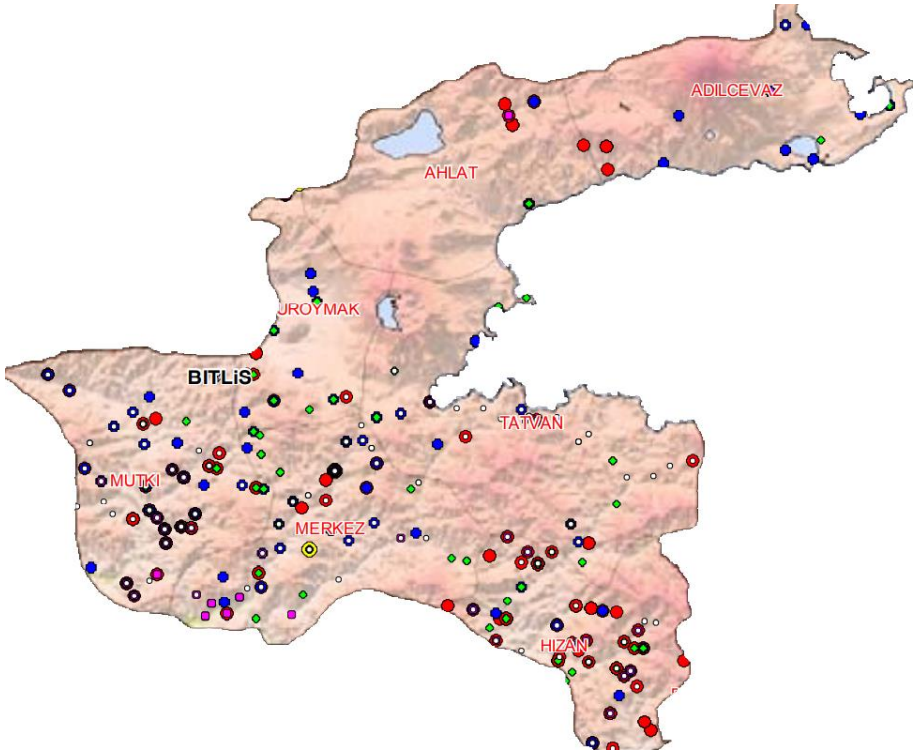 ADILCEVAZ
AHLAT
UROYMAK
BITLiS
TATVAN
MUTKI
MERKEZ
HIZAN